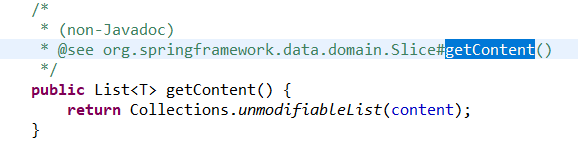 /*
* (non-Javadoc)
* @see org.springframework.data.domain.Slice#getContent()
*/
public List<T> getContent() {
return Collections.unmodifiableList(content);
}